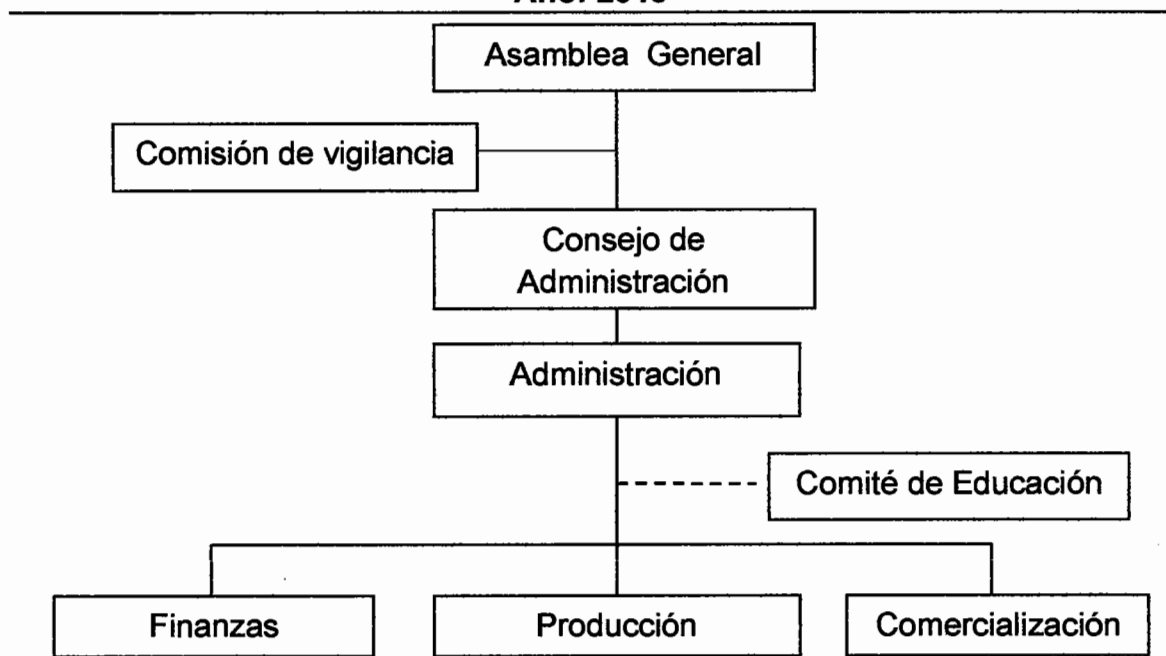 Asamblea General
Comisión de vigilancia
Consejo de
Administración
Administración
Comité de Educación
Finanzas
Producción
Comercialización